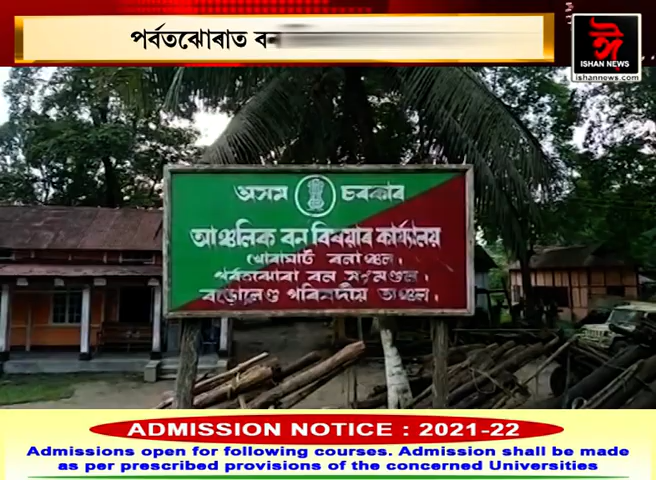 পৰ্বতঝোৰাত বন
ঈ
ISHAN NEWS
ishannews.com
অসম চৰকাৰ
আঞ্চলিক বন বিষয়াৰ কাৰ্য্যালয়
ঘোৰাঘাট বনাঞ্চল।
পৰ্বতঝোৰা বন সংমণ্ডল।
বড়োলেণ্ড পৰিষদীয় অঞ্চল।
ADMISSION NOTICE : 2021-22
Admissions open for following courses. Admission shall be made
as per prescribed provisions of the concerned Universities